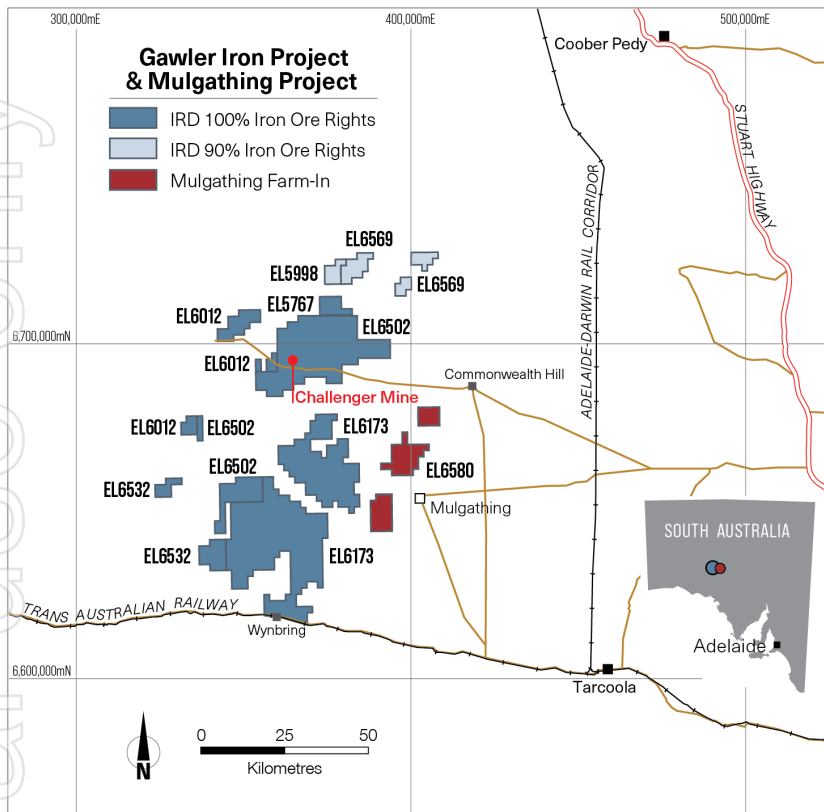 300,000mE
400,000mE
500,000mE
Gawler Iron Project
& Mulgathing Project
IRD 100% Iron Ore Rights
IRD 90% Iron Ore Rights
Mulgathing Farm-In
Coober Pedy
STUART HIGHWAY
ADELAIDE-DARWIN RAIL CORRIDOR
EL6569
EL5998
EL6569
EL5767
EL6012
EL6502
6,700,000mN
EL6012
Commonwealth Hill
Challenger Mine
EL6012
EL6502
EL6173
EL6502
EL6580
EL6532
Mulgathing
SOUTH AUSTRALIA
EL6532
EL6173
TRANS AUSTRALIAN RAILWAY
Wynbring
Adelaide
6,600,000mN
Tarcoola
0
25
50
Kilometres
N